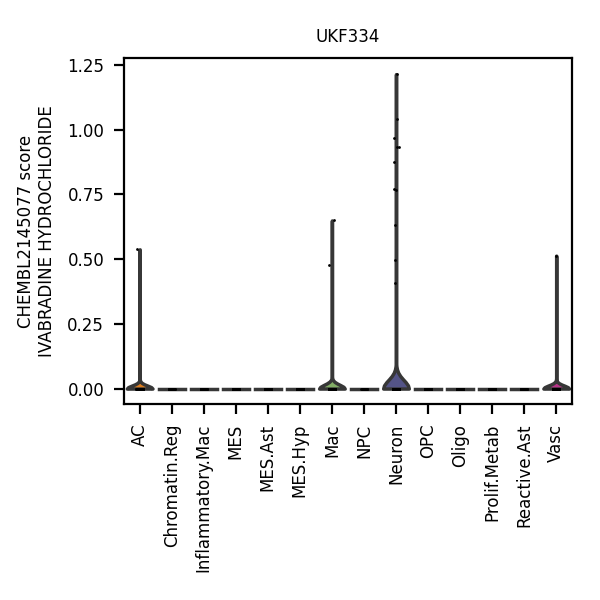 UKF334
CHEMBL2145077 score
IVABRADINE HYDROCHLORIDE
1.25
1.00
0.75
0.50
0.25
0.00
AC
Chromatin.Reg
Inflammatory.Mac
MES
MES.Ast
MES.Hyp
Mac
NPC
Neuron
OPC
Oligo
Prolif.Metab
Reactive.Ast
Vasc